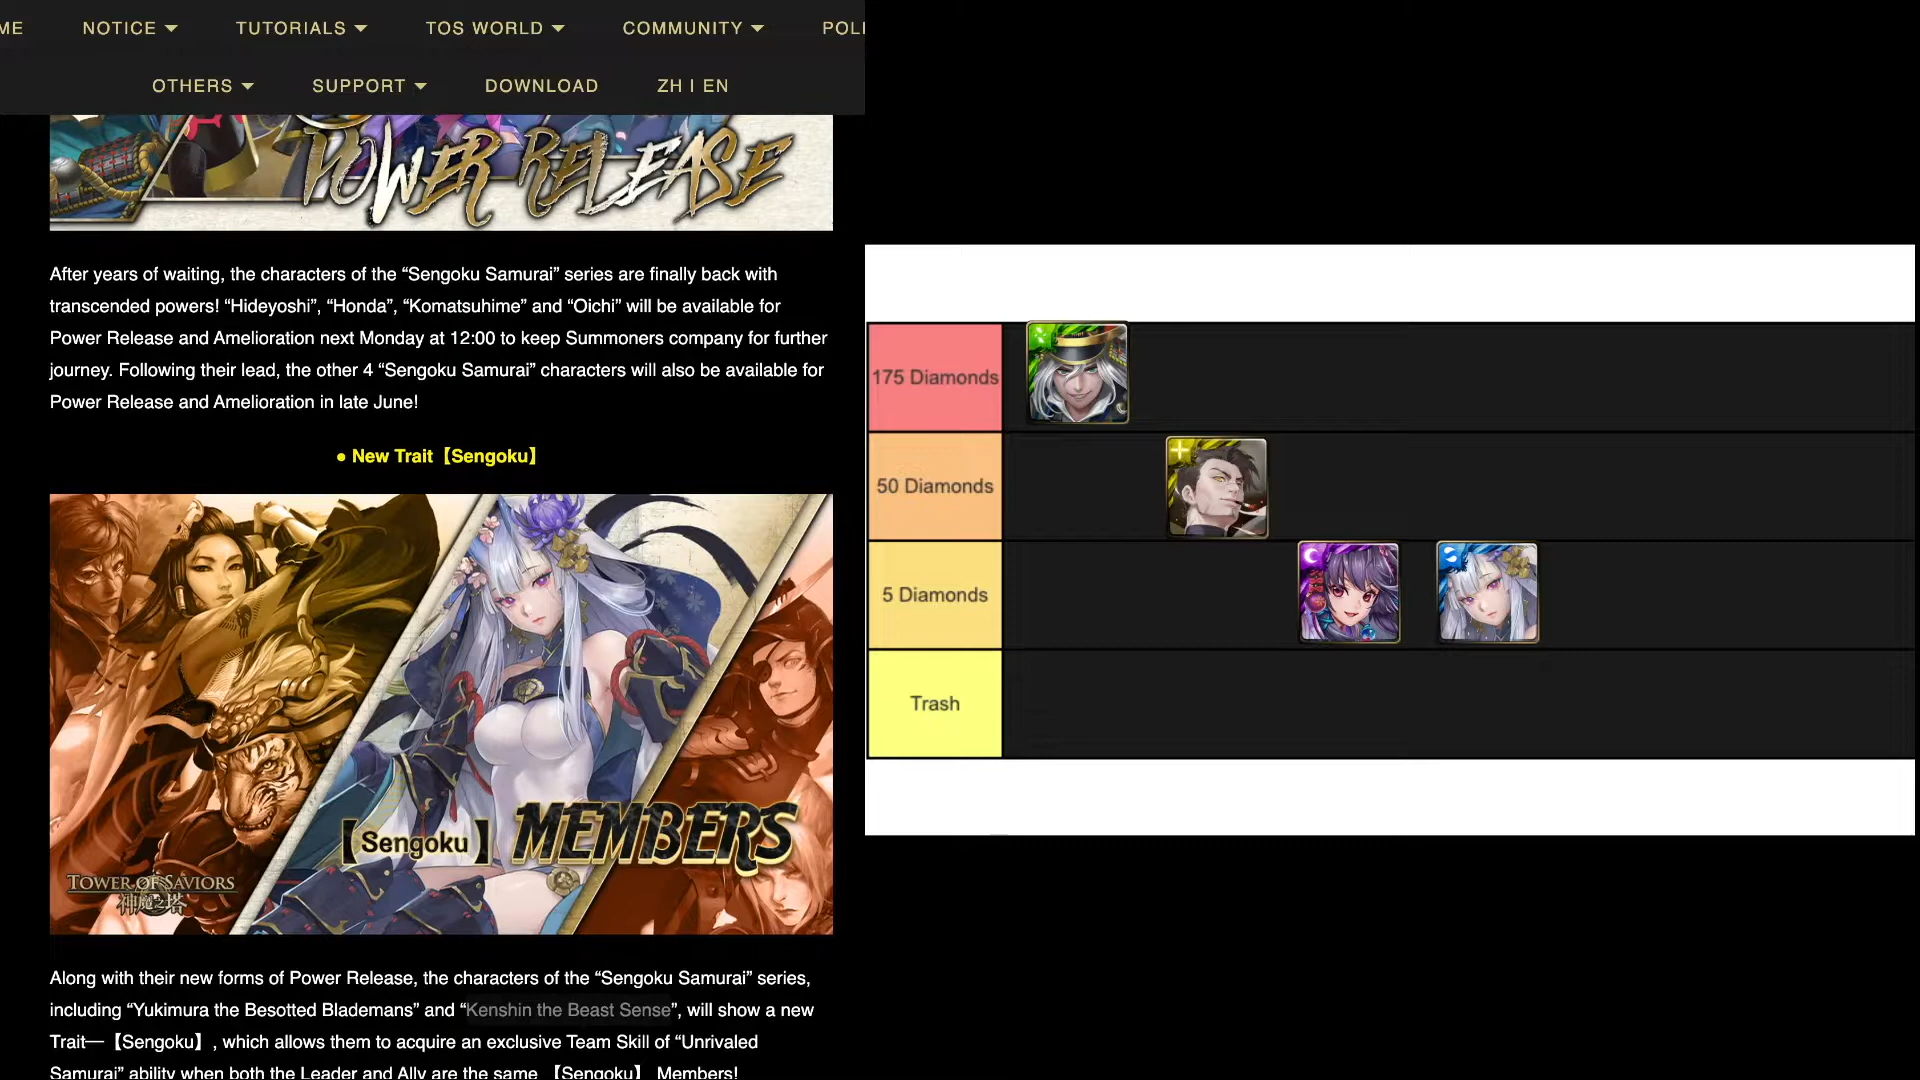 ME NOTICE TUTORIALS TOS WORLD COMMUNITY POLI
OTHERS SUPPORT DOWNLOAD ZH I EN
POWER RELEASE
After years of waiting, the characters of the “Sengoku Samurai” series are finally back with
transcended powers! “Hideyoshi”, “Honda”, “Komatsuhime” and “Oichi” will be available for
Power Release and Amelioration next Monday at 12:00 to keep Summoners company for further
journey. Following their lead, the other 4 “Sengoku Samurai” characters will also be available for
Power Release and Amelioration in late June!
● New Trait【Sengoku】
【Sengoku】 MEMBERS
TOWER OF SAVIORS
神魔之塔
Along with their new forms of Power Release, the characters of the “Sengoku Samurai” series,
including “Yukimura the Besotted Blademans” and “Kenshin the Beast Sense”, will show a new
Trait—【Sengoku】, which allows them to acquire an exclusive Team Skill of “Unrivaled
Samurai” ability when both the Leader and Ally are the same 【Sengoku】 Members!
175 Diamonds
50 Diamonds
5 Diamonds
Trash